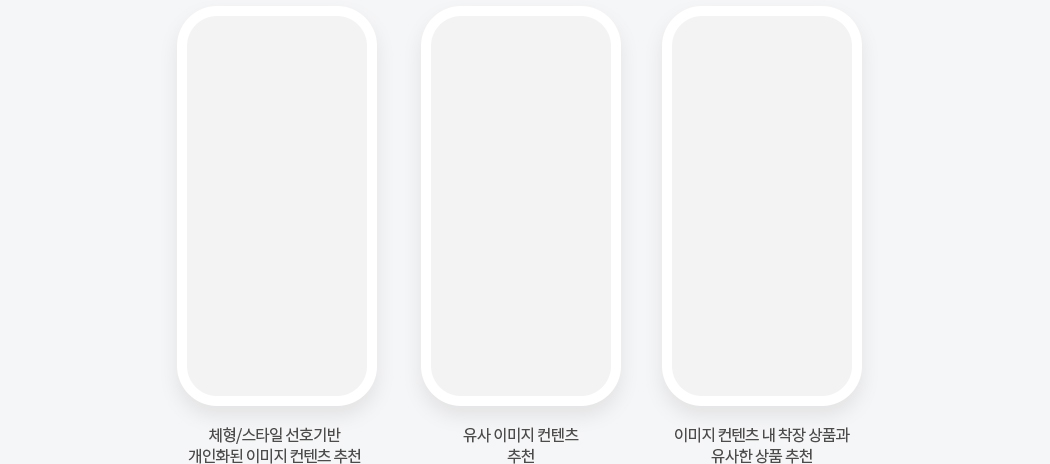 체형/스타일 선호기반
개인화된 이미지 컨텐츠 추천
유사 이미지 컨텐츠
추천
이미지 컨텐츠 내 착장 상품과
유사한 상품 추천